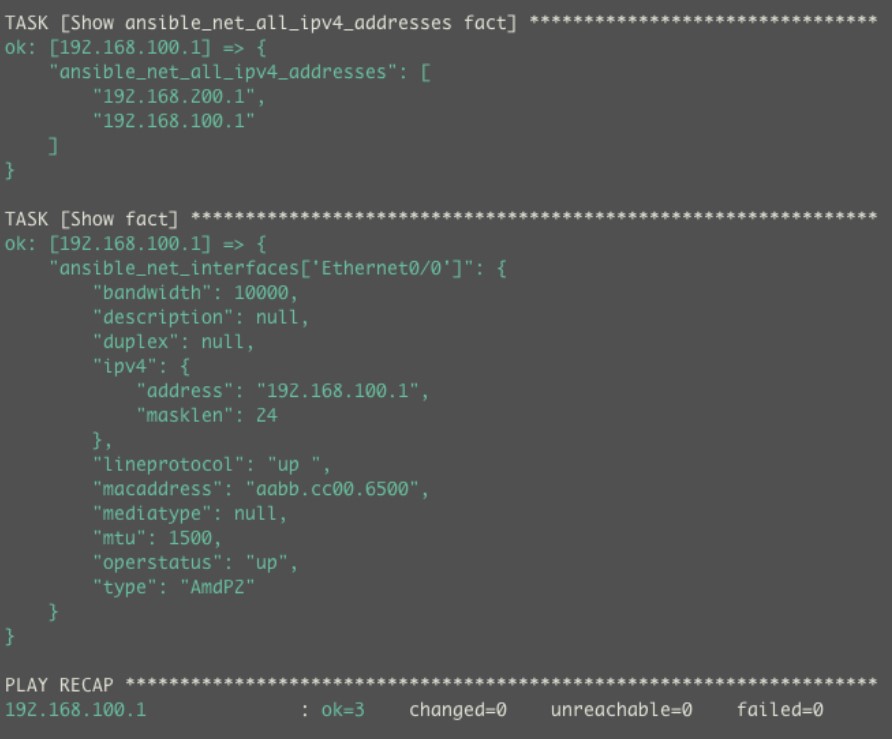 TASK [Show ansible_net_all_ipv4_addresses fact] ********************************
ok: [192.168.100.1] => {
    "ansible_net_all_ipv4_addresses": [
        "192.168.200.1",
        "192.168.100.1"
    ]
}
TASK [Show fact] ***************************************************************
ok: [192.168.100.1] => {
    "ansible_net_interfaces['Ethernet0/0']": {
        "bandwidth": 10000,
        "description": null,
        "duplex": null,
        "ipv4": {
            "address": "192.168.100.1",
            "masklen": 24
        },
        "lineprotocol": "up ",
        "macaddress": "aabb.cc00.6500",
        "mediatype": null,
        "mtu": 1500,
        "operstatus": "up",
        "type": "AmdP2"
    }
}
PLAY RECAP *********************************************************************
192.168.100.1              : ok=3    changed=0    unreachable=0    failed=0